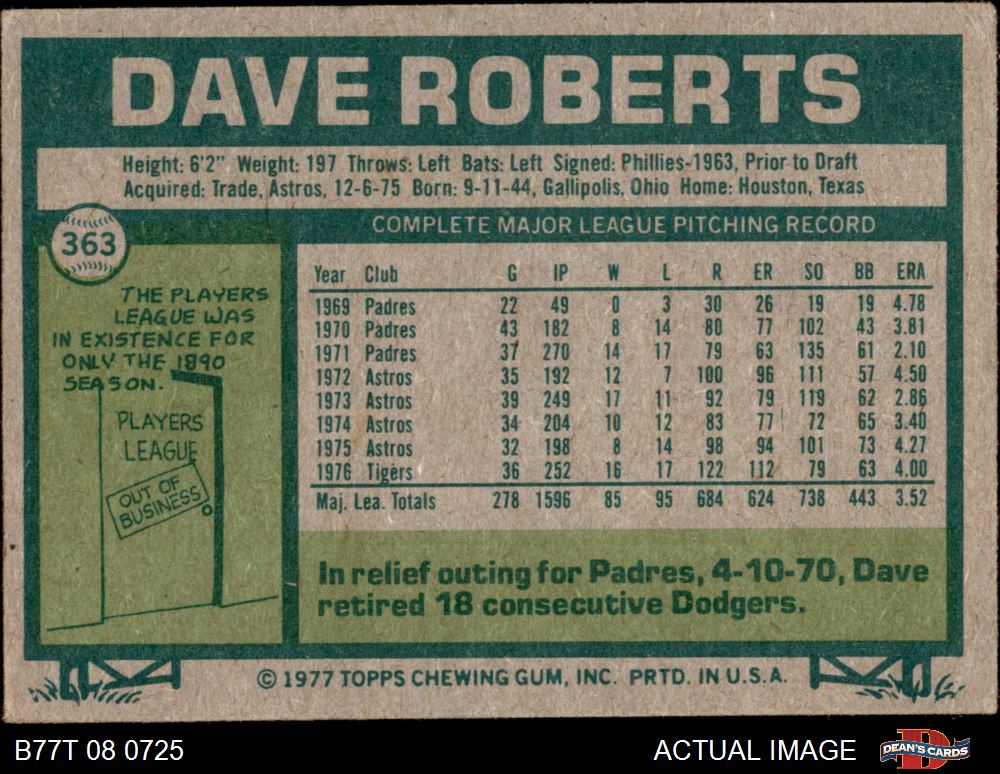 DAVE ROBERTS
Height: 6'2" Weight: 197 Throws: Left Bats: Left Signed: Phillies-1963, Prior to Draft
Acquired: Trade, Astros, 12-6-75 Born: 9-11-44, Gallipolis, Ohio Home: Houston, Texas
363
THE PLAYERS
LEAGUE WAS
IN EXISTENCE FOR
ONLY THE 1890
SEASON.
PLAYERS
LEAGUE
OUT OF
BUSINESS
COMPLETE MAJOR LEAGUE PITCHING RECORD
Year Club G IP W L R ER SO BB ERA
1969 Padres 22 49 0 3 30 26 19 19 4.78
1970 Padres 43 182 8 14 80 77 102 43 3.81
1971 Padres 37 270 14 17 79 63 135 61 2.10
1972 Astros 35 192 12 7 100 96 111 57 4.50
1973 Astros 39 249 17 11 92 79 119 62 2.86
1974 Astros 34 204 10 12 83 77 72 65 3.40
1975 Astros 32 198 8 14 98 94 101 73 4.27
1976 Tigers 36 252 16 17 122 112 79 63 4.00
Maj. Lea. Totals 278 1596 85 95 684 624 738 443 3.52
In relief outing for Padres, 4-10-70, Dave
retired 18 consecutive Dodgers.
© 1977 TOPPS CHEWING GUM, INC. PRTD. IN U.S.A.
B77T 08 0725
ACTUAL IMAGE
DEAN'S CARDS